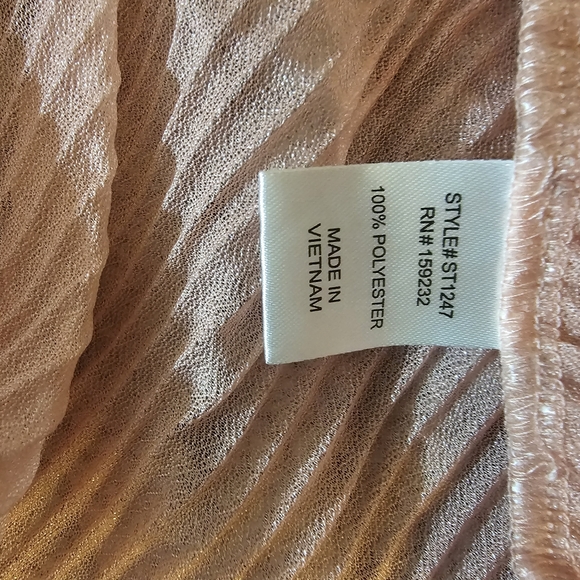 STYLE#ST1247
RN# 159232
100% POLYESTER
MADE IN
VIETNAM